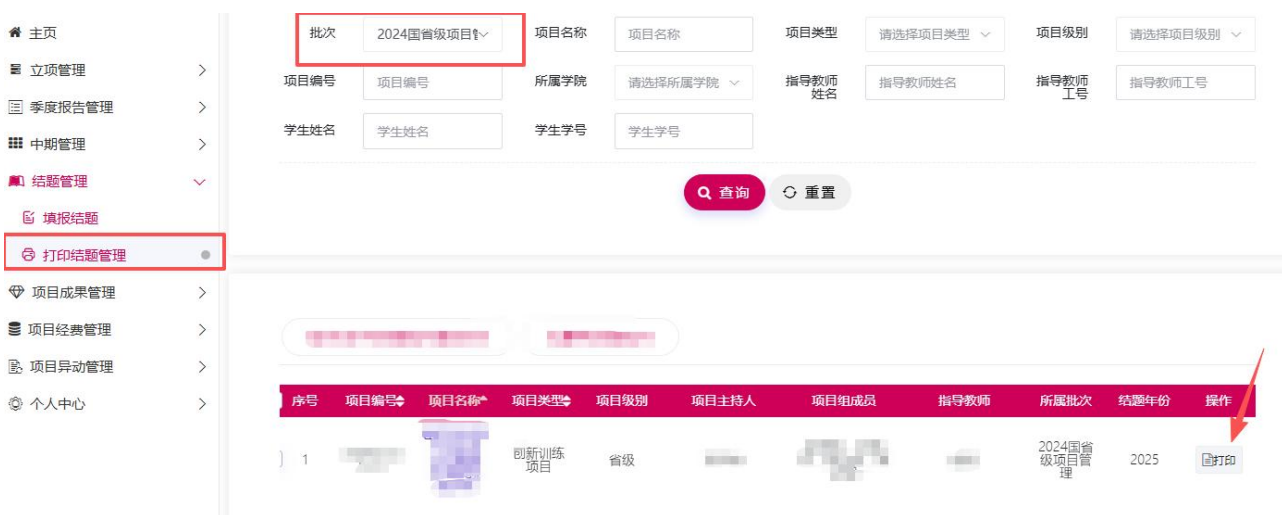 主页
立项管理
季度报告管理
中期管理
结题管理
填报结题
打印结题管理
项目成果管理
项目经费管理
项目异动管理
个人中心
批次 2024国省级项目 项目名称 项目名称 项目类型 请选择项目类型 项目级别 请选择项目级别
项目编号 项目编号 所属学院 请选择所属学院 指导教师姓名 指导教师姓名 指导教师工号 指导教师工号
学生姓名 学生姓名 学生学号 学生学号
查询 重置
序号 项目编号 项目名称 项目类型 项目级别 项目主持人 项目组成员 指导教师 所属批次 结题年份 操作
1 创新训练项目 省级 2024国省级项目管理 2025 打印